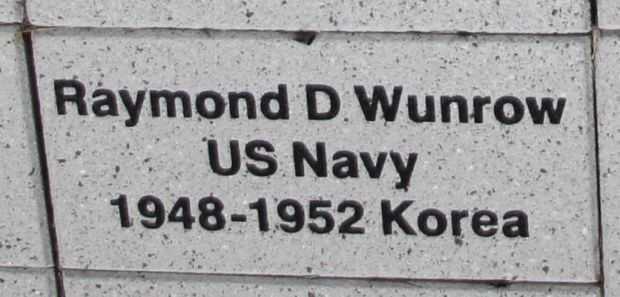 Raymond D Wunrow
US Navy
1948-1952 Korea